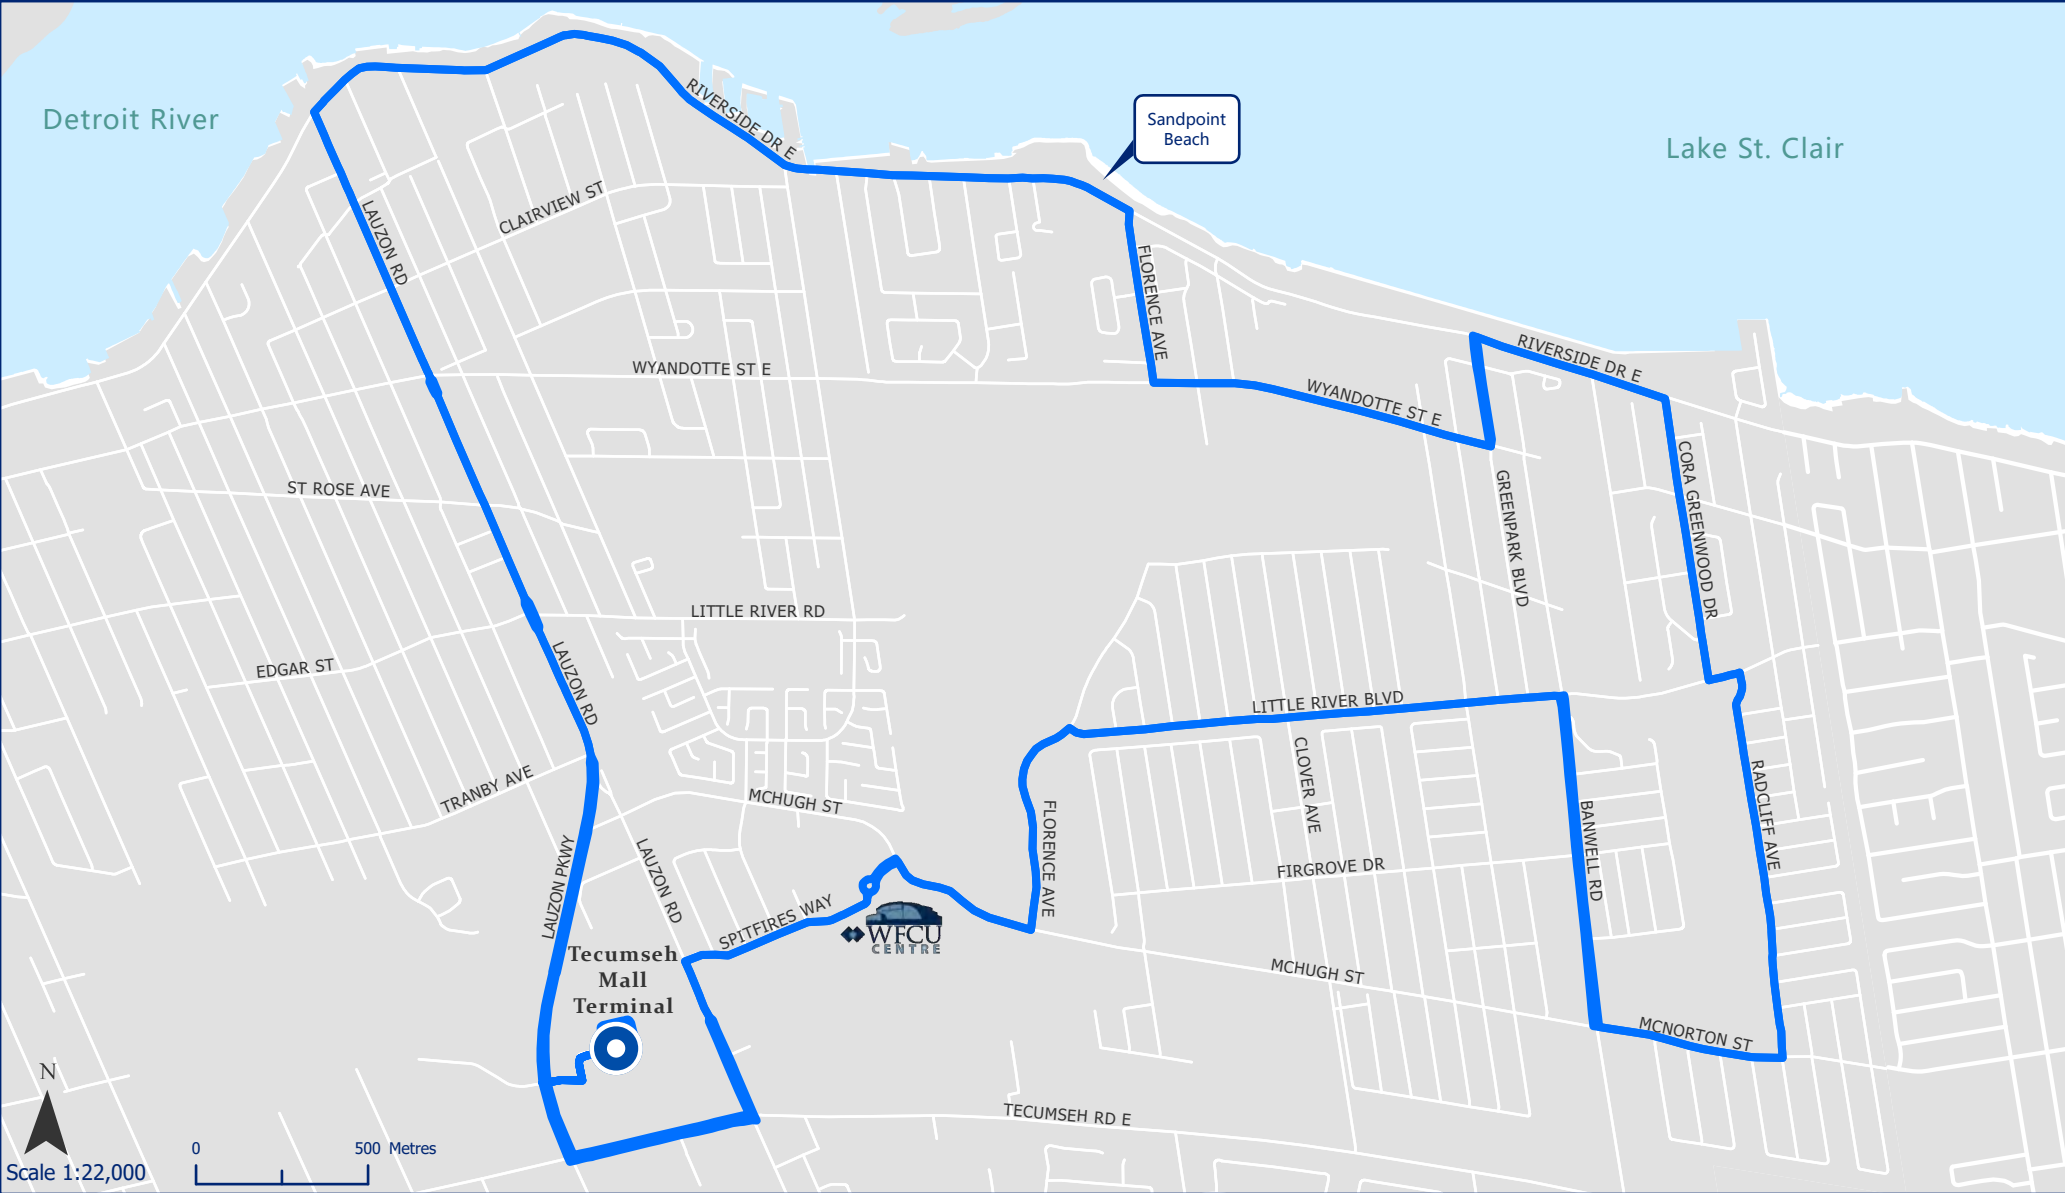 Detroit River
Lake St. Clair
Sandpoint
Beach
RIVERSIDE DR E
CLAIRVIEW ST
LAUZON RD
FLORENCE AVE
WYANDOTTE ST E
WYANDOTTE ST E
RIVERSIDE DR E
CORA GREENWOOD DR
GREENPARK BLVD
ST ROSE AVE
LITTLE RIVER RD
EDGAR ST
LAUZON RD
LITTLE RIVER BLVD
CLOVER AVE
TRANBY AVE
MCHUGH ST
FLORENCE AVE
BANWELL RD
RADCLIFF AVE
LAUZON PKWY
LAUZON RD
FIRGROVE DR
SPITFIRES WAY
WFCU
CENTRE
Tecumseh
Mall
Terminal
MCHUGH ST
MCNORTON ST
TECUMSEH RD E
N
0 500 Metres
Scale 1:22,000